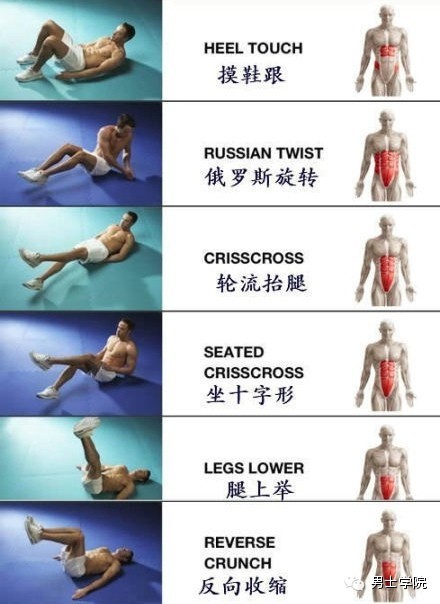 HEEL TOUCH
摸鞋跟
RUSSIAN TWIST
俄罗斯旋转
CRISSCROSS
轮流抬腿
SEATED
CRISSCROSS
坐十字形
LEGS LOWER
腿上举
REVERSE
CRUNCH
反向收缩
男士学院